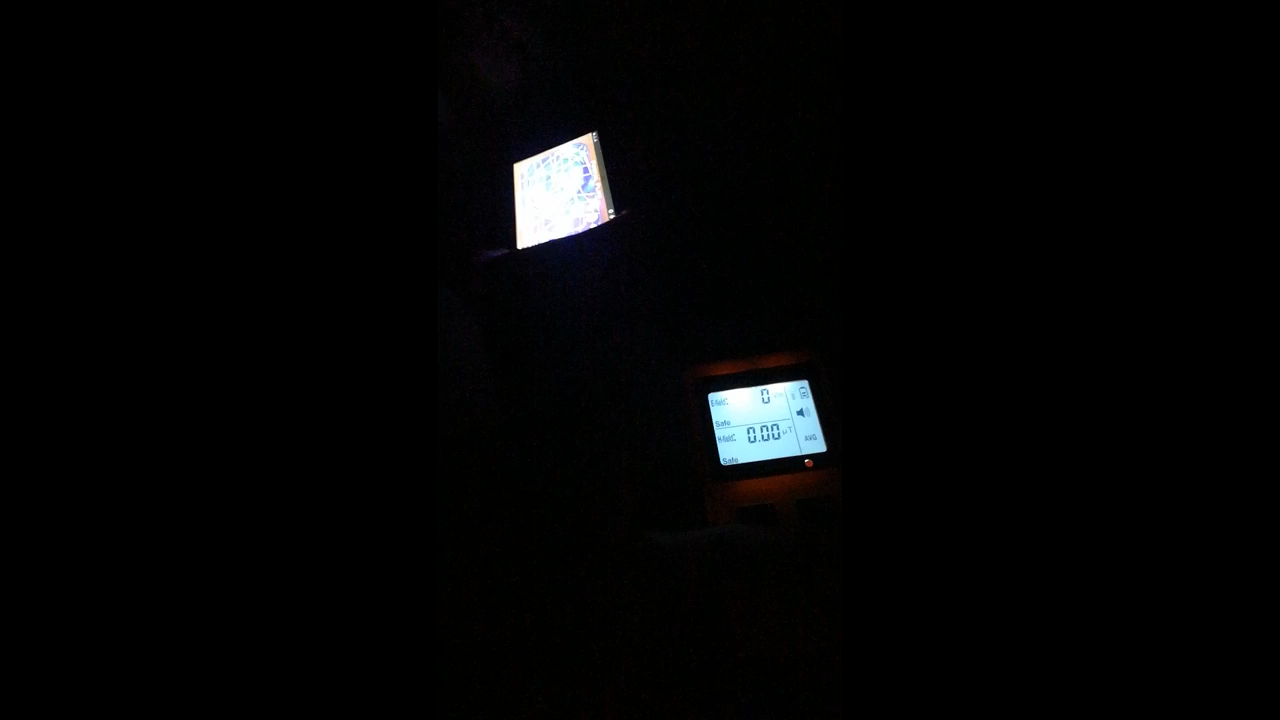 E-field: 0 V/m
Safe
H-field: 0.00 μT
AVG
Safe